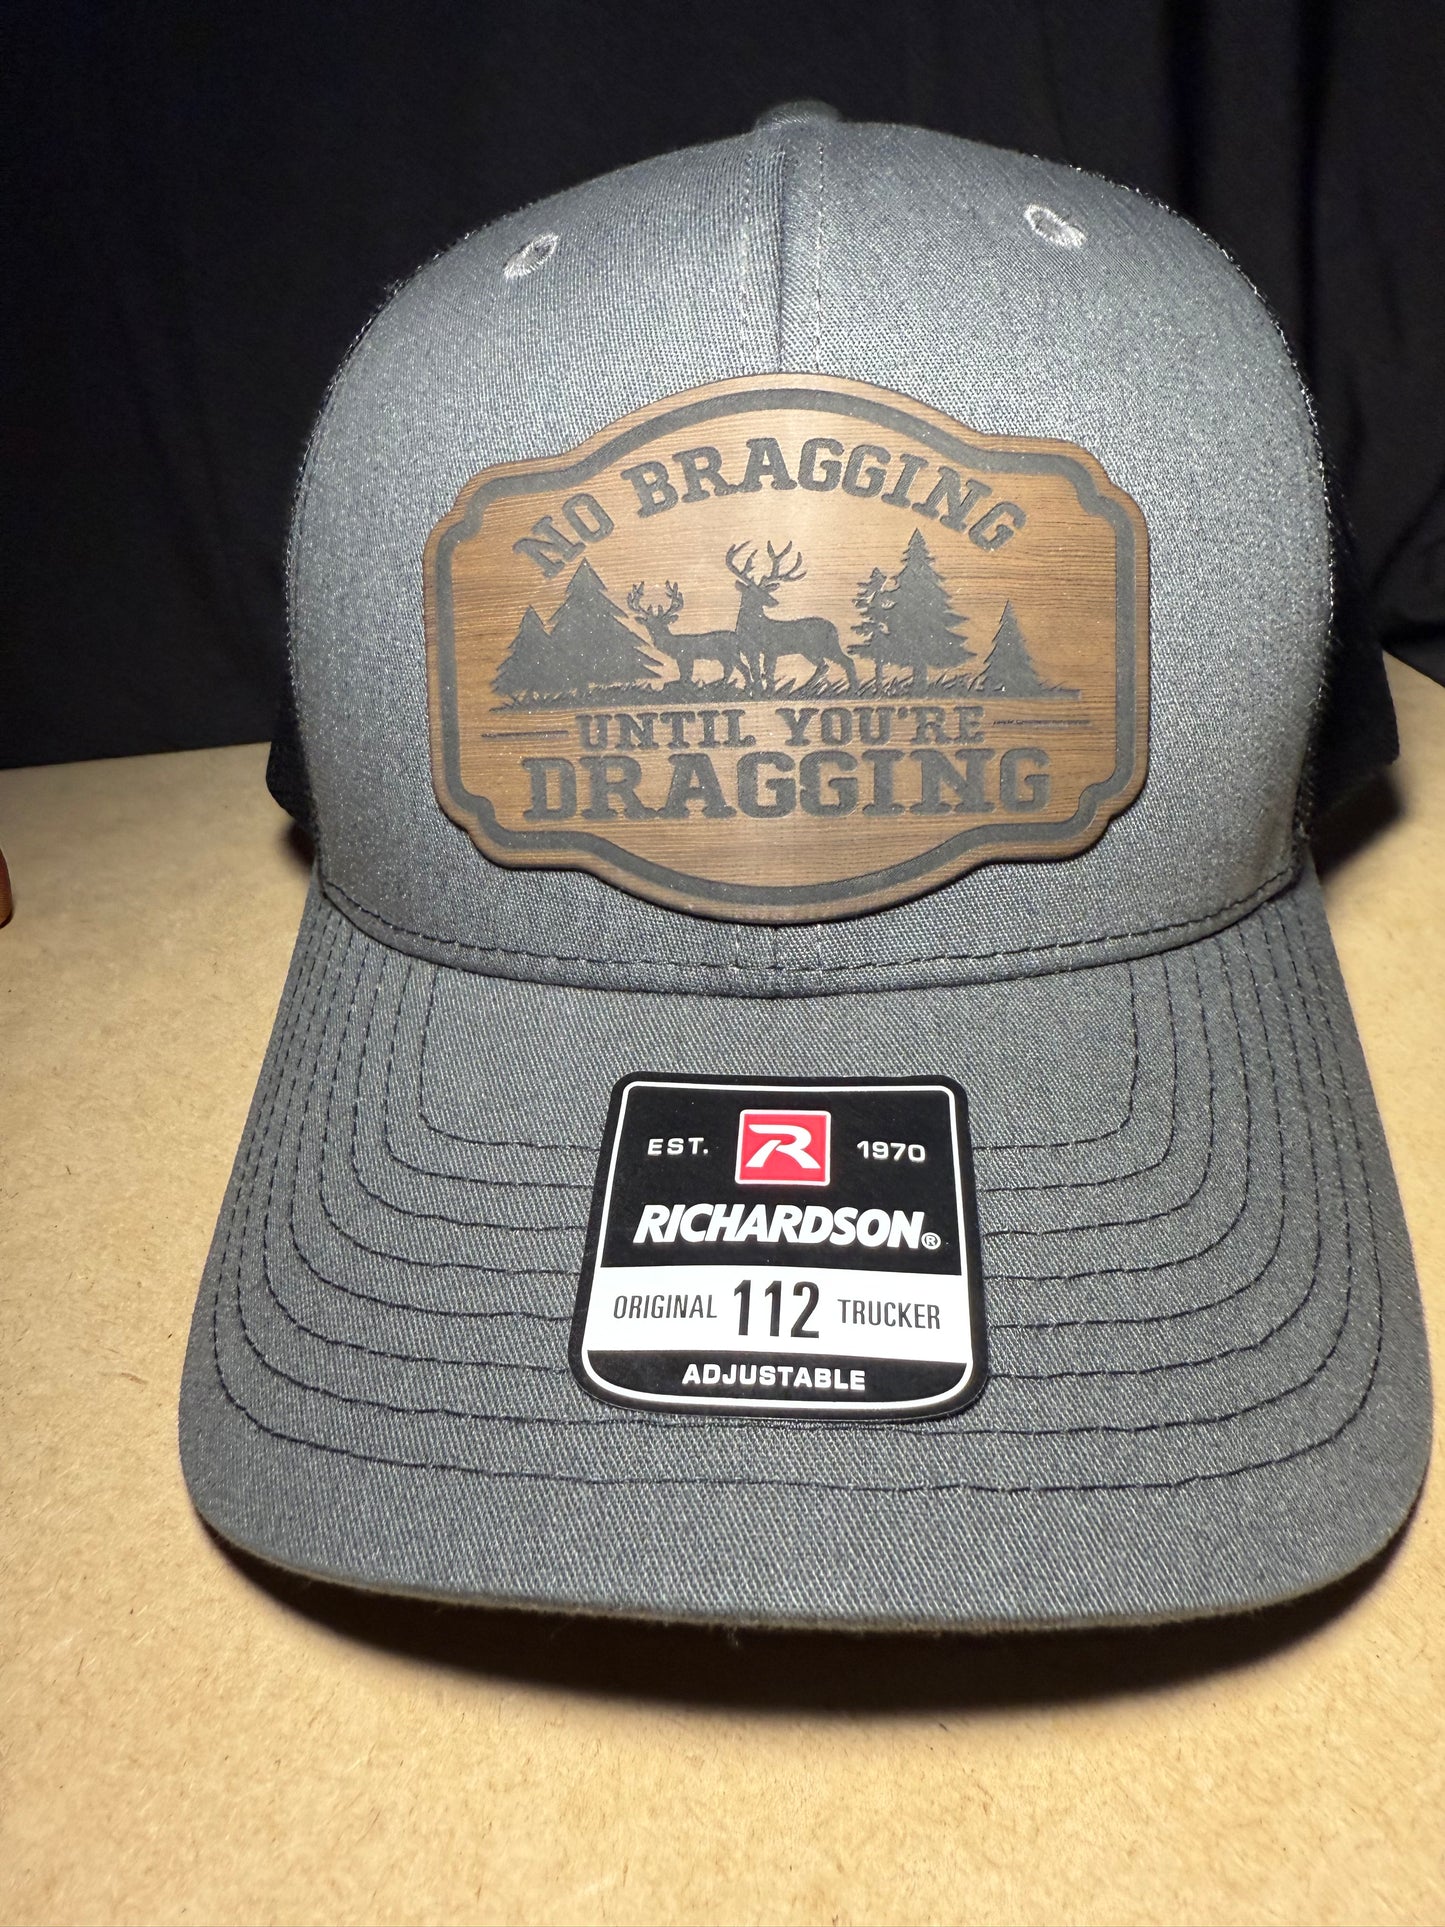 NO BRAGGING
UNTIL YOU'RE
DRAGGING
EST. R 1970
RICHARDSON®
ORIGINAL 112 TRUCKER
ADJUSTABLE